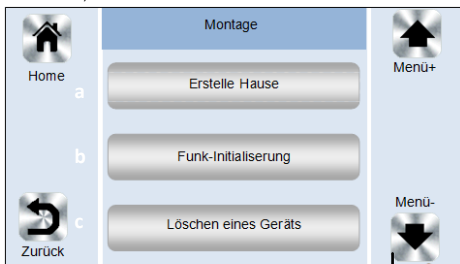 Montage
Home
Menü+
a
Erstelle Hause
b
Funk-Initialiserung
c
Löschen eines Geräts
Zurück
Menü-